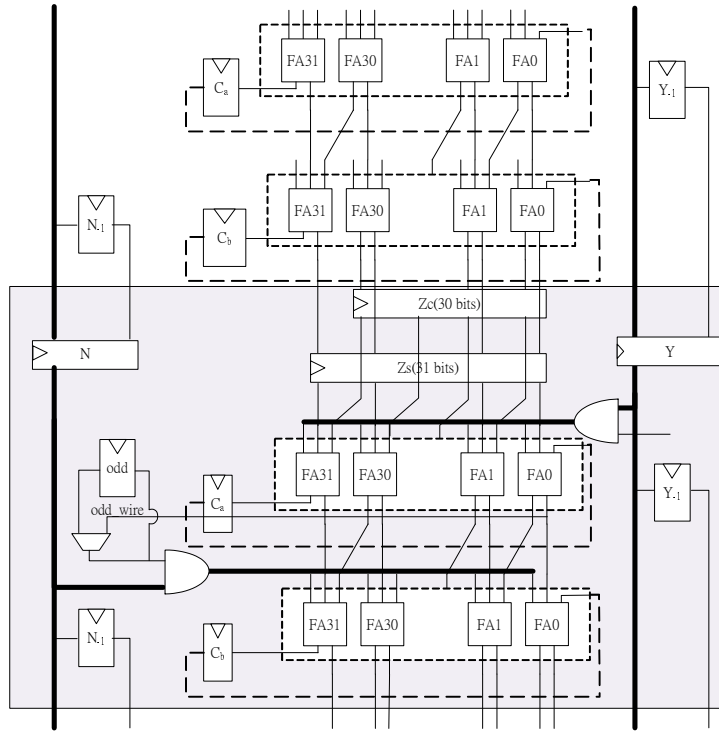 FA31 FA30 FA1 FA0
Ca
Y-1
FA31 FA30 FA1 FA0
N-1
Cb
Zc(30 bits)
N
Y
Zs(31 bits)
odd
FA31 FA30 FA1 FA0
Ca
Y-1
odd_wire
FA31 FA30 FA1 FA0
N-1
Cb